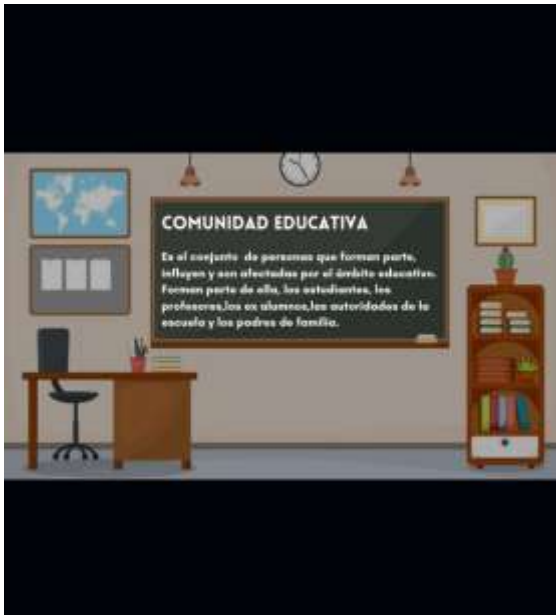 COMUNIDAD EDUCATIVA
Es el conjunto de personas que forman parte,
influyen y son afectadas por el ámbito educativo.
Forman parte de ella, los estudiantes, los
profesores,los ex alumnos,las autoridades de la
escuela y los padres de familia.